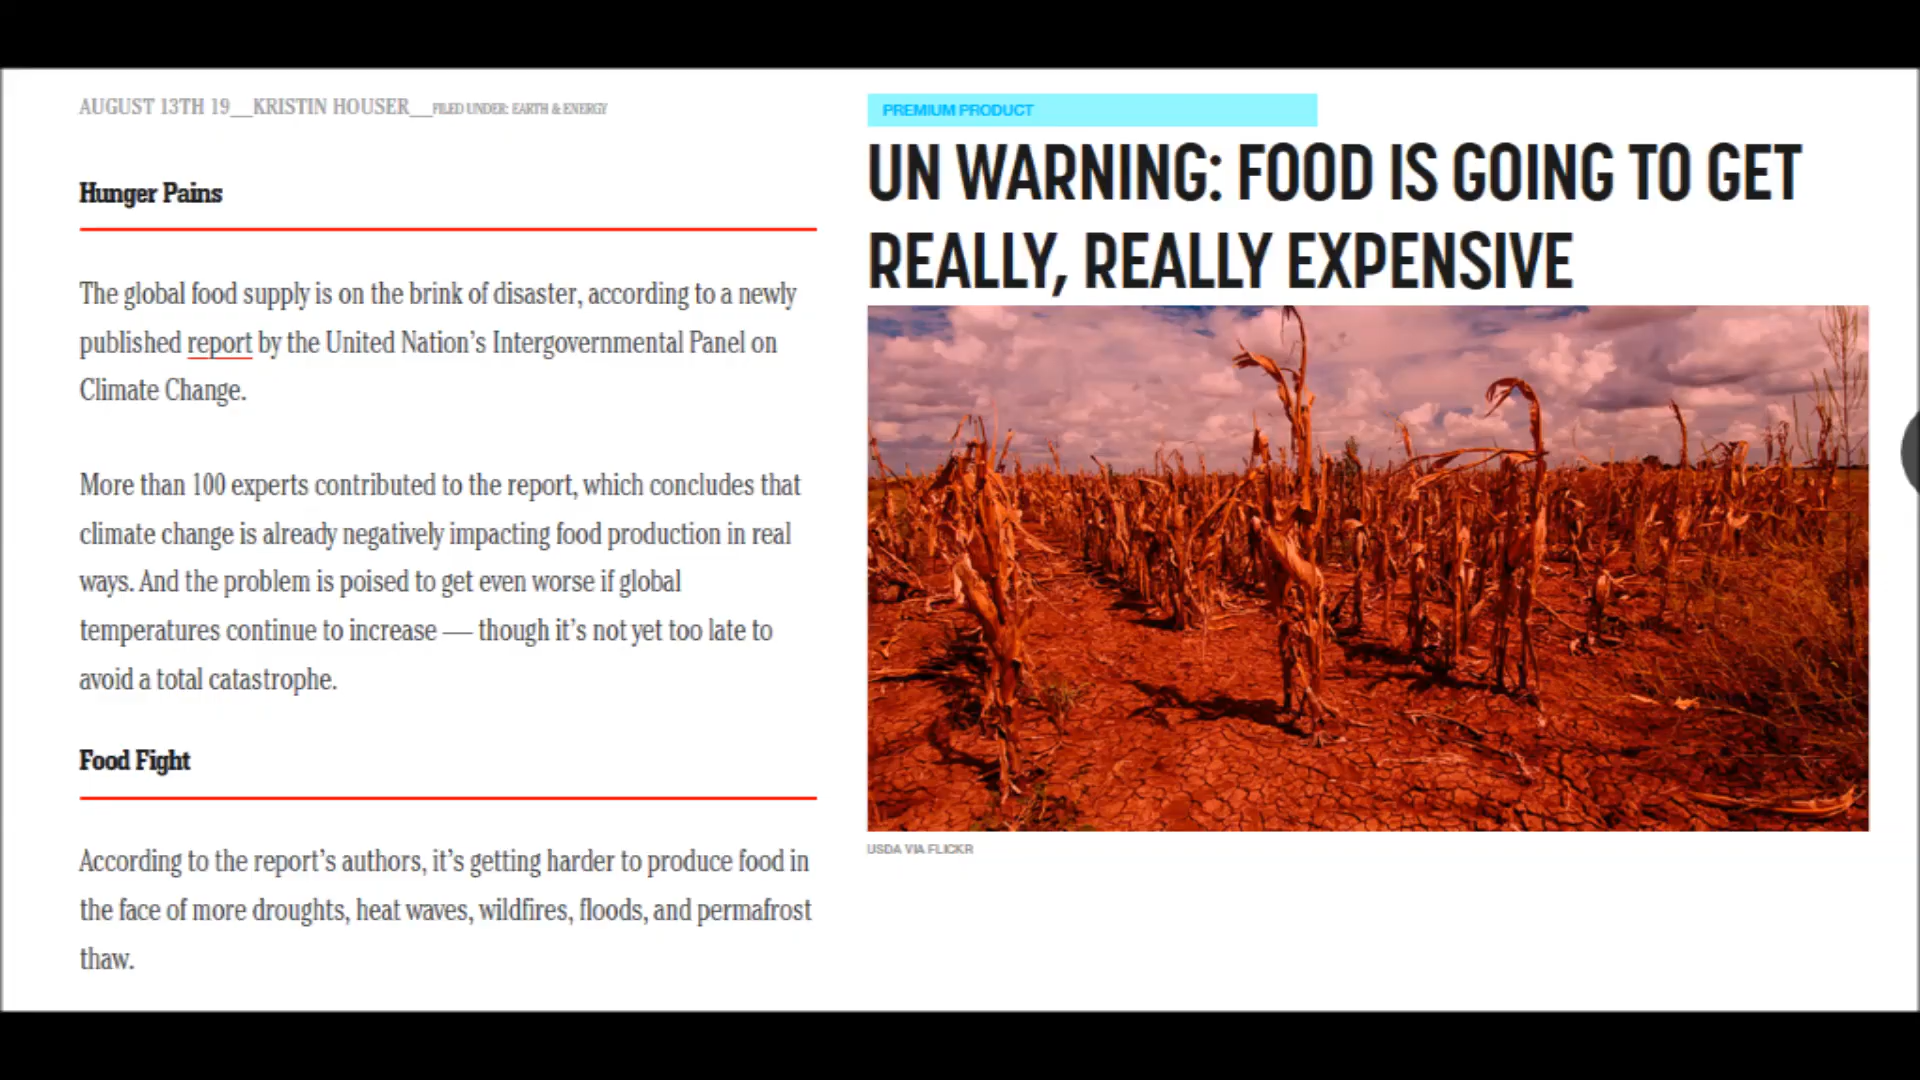 AUGUST 13TH 19__KRISTIN HOUSER__FILED UNDER: EARTH & ENERGY
Hunger Pains
The global food supply is on the brink of disaster, according to a newly
published report by the United Nation's Intergovernmental Panel on
Climate Change.
More than 100 experts contributed to the report, which concludes that
climate change is already negatively impacting food production in real
ways. And the problem is poised to get even worse if global
temperatures continue to increase — though it's not yet too late to
avoid a total catastrophe.
Food Fight
According to the report's authors, it's getting harder to produce food in
the face of more droughts, heat waves, wildfires, floods, and permafrost
thaw.
PREMIUM PRODUCT
UN WARNING: FOOD IS GOING TO GET
REALLY, REALLY EXPENSIVE
USDA VIA FLICKR